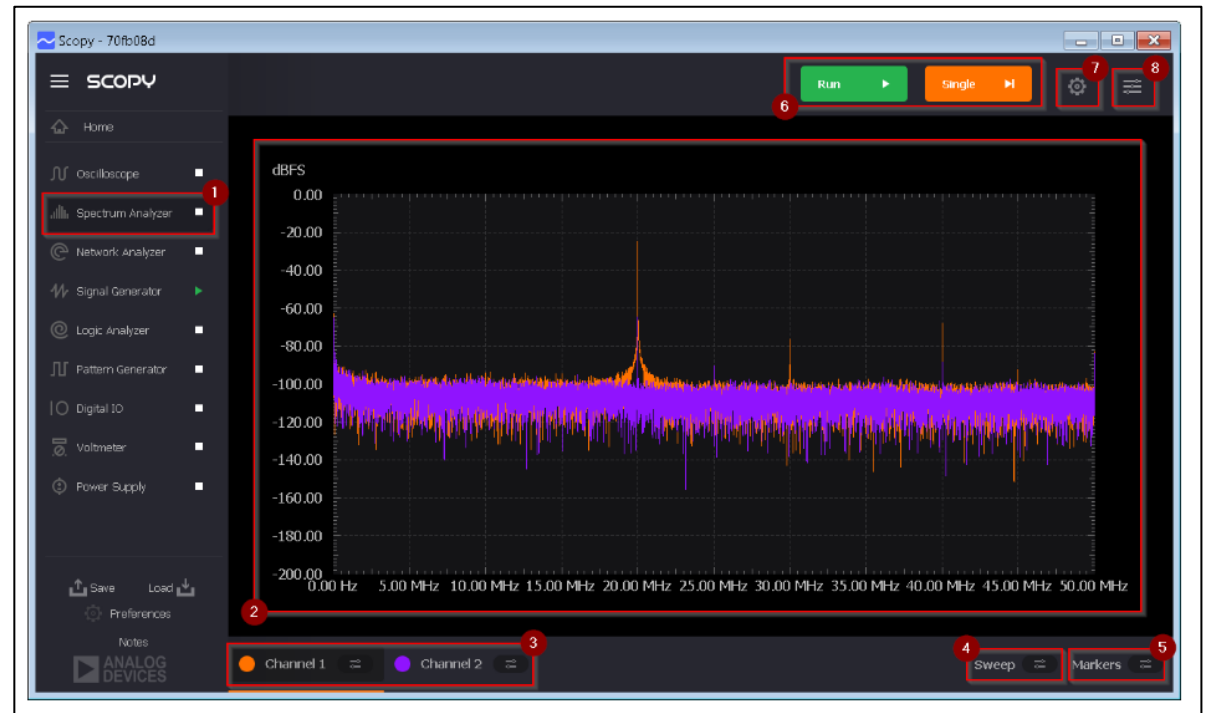 Scopy - 70fb08d
SCOPY
Run
Single
6
7
8
Home
Oscilloscope
1
Spectrum Analyzer
Network Analyzer
Signal Generator
Logic Analyzer
Pattern Generator
Digital IO
Voltmeter
Power Supply
dBFS
0.00
-20.00
-40.00
-60.00
-80.00
-100.00
-120.00
-140.00
-160.00
-180.00
-200.00
0.00 Hz 5.00 MHz 10.00 MHz 15.00 MHz 20.00 MHz 25.00 MHz 30.00 MHz 35.00 MHz 40.00 MHz 45.00 MHz 50.00 MHz
2
Save Load
Preferences
Notes
ANALOG
DEVICES
3
Channel 1 Channel 2
4
Sweep
5
Markers